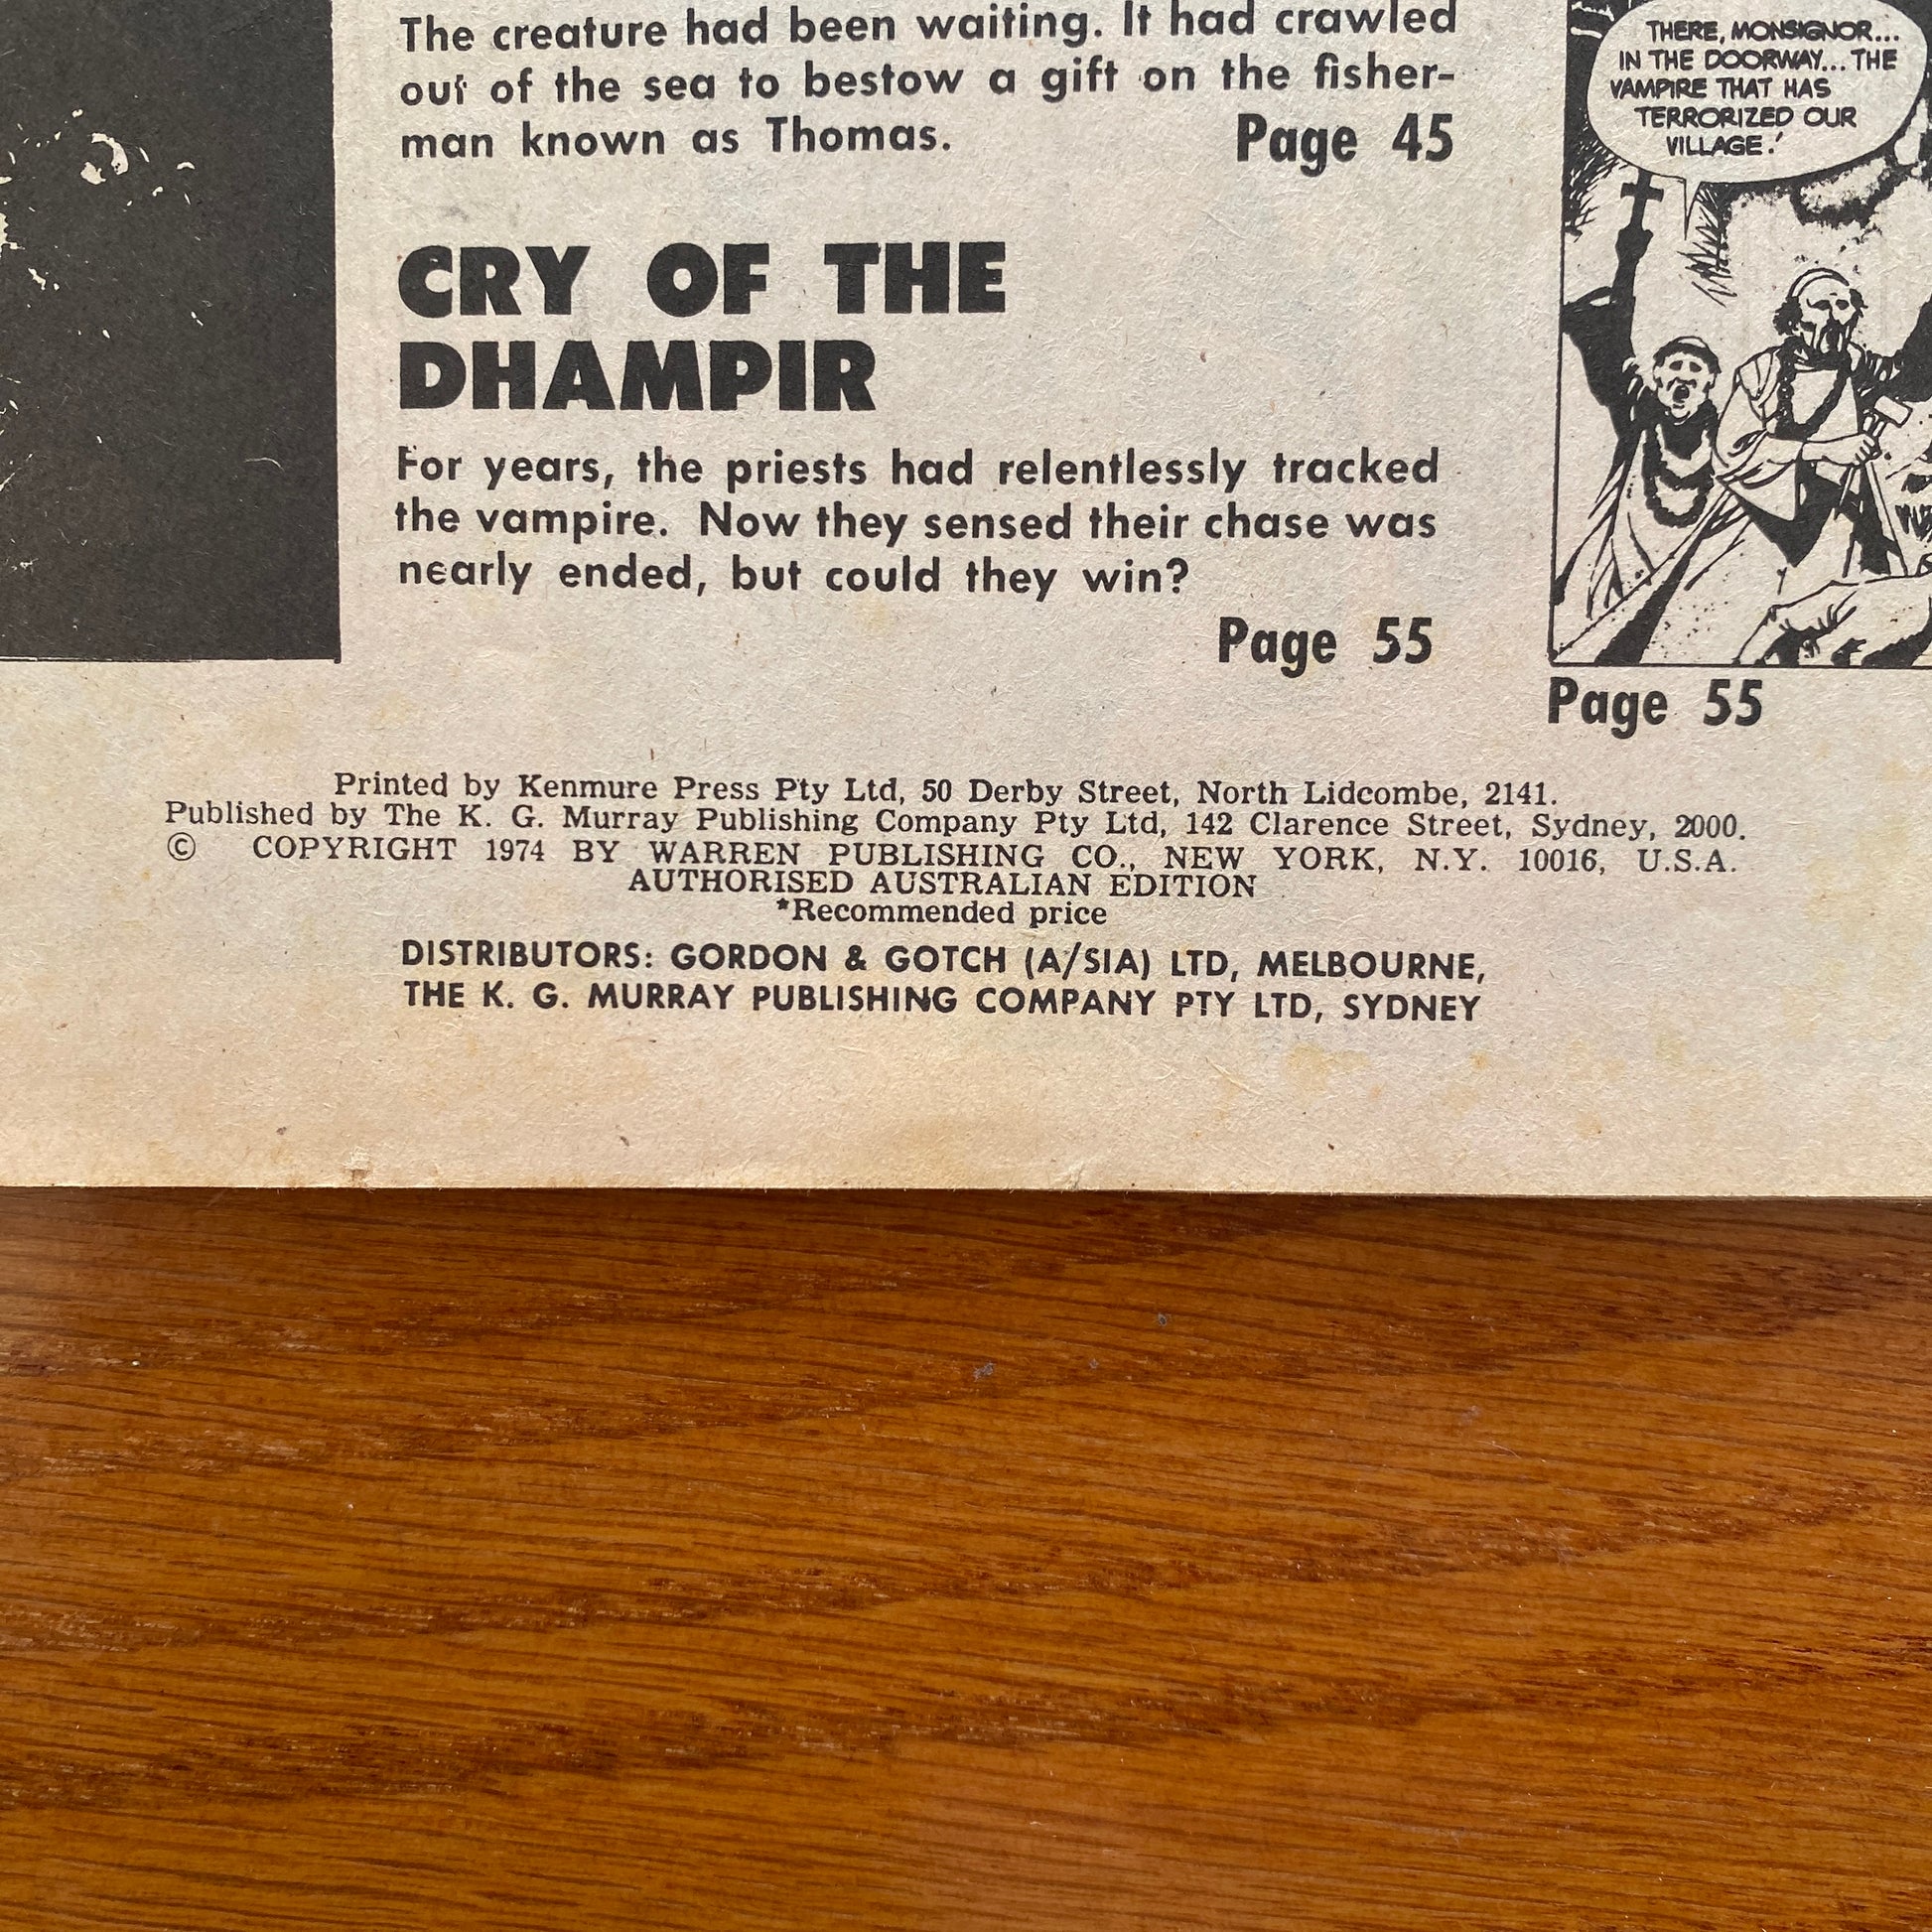 The creature had been waiting. It had crawled
out of the sea to bestow a gift on the fisher-
man known as Thomas.
Page 45
CRY OF THE
DHAMPIR
For years, the priests had relentlessly tracked
the vampire. Now they sensed their chase was
nearly ended, but could they win?
Page 55
THERE, MONSIGNOR...
IN THE DOORWAY... THE
VAMPIRE THAT HAS
TERRORIZED OUR
VILLAGE!
Page 55
Printed by Kenmure Press Pty Ltd, 50 Derby Street, North Lidcombe, 2141.
Published by The K. G. Murray Publishing Company Pty Ltd, 142 Clarence Street, Sydney, 2000.
© COPYRIGHT 1974 BY WARREN PUBLISHING CO., NEW YORK, N.Y. 10016, U.S.A.
AUTHORISED AUSTRALIAN EDITION
*Recommended price
DISTRIBUTORS: GORDON & GOTCH (A/SIA) LTD, MELBOURNE,
THE K. G. MURRAY PUBLISHING COMPANY PTY LTD, SYDNEY